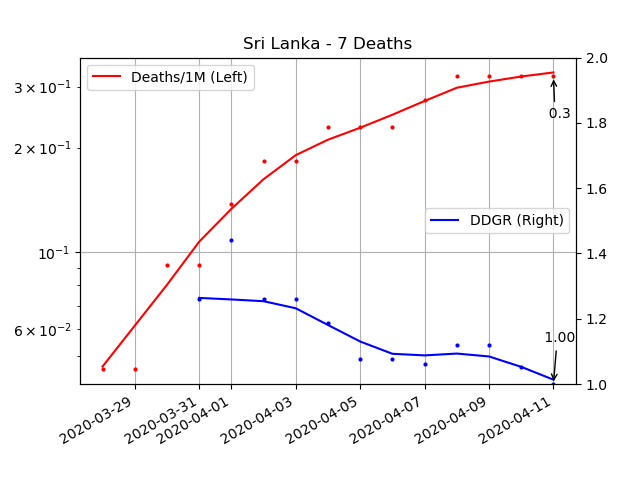 Sri Lanka - 7 Deaths
Deaths/1M (Left)
DDGR (Right)
3 × 10⁻¹
2 × 10⁻¹
10⁻¹
6 × 10⁻²
2.0
1.8
1.6
1.4
1.2
1.0
0.3
1.00
2020-03-29
2020-03-31
2020-04-01
2020-04-03
2020-04-05
2020-04-07
2020-04-09
2020-04-11